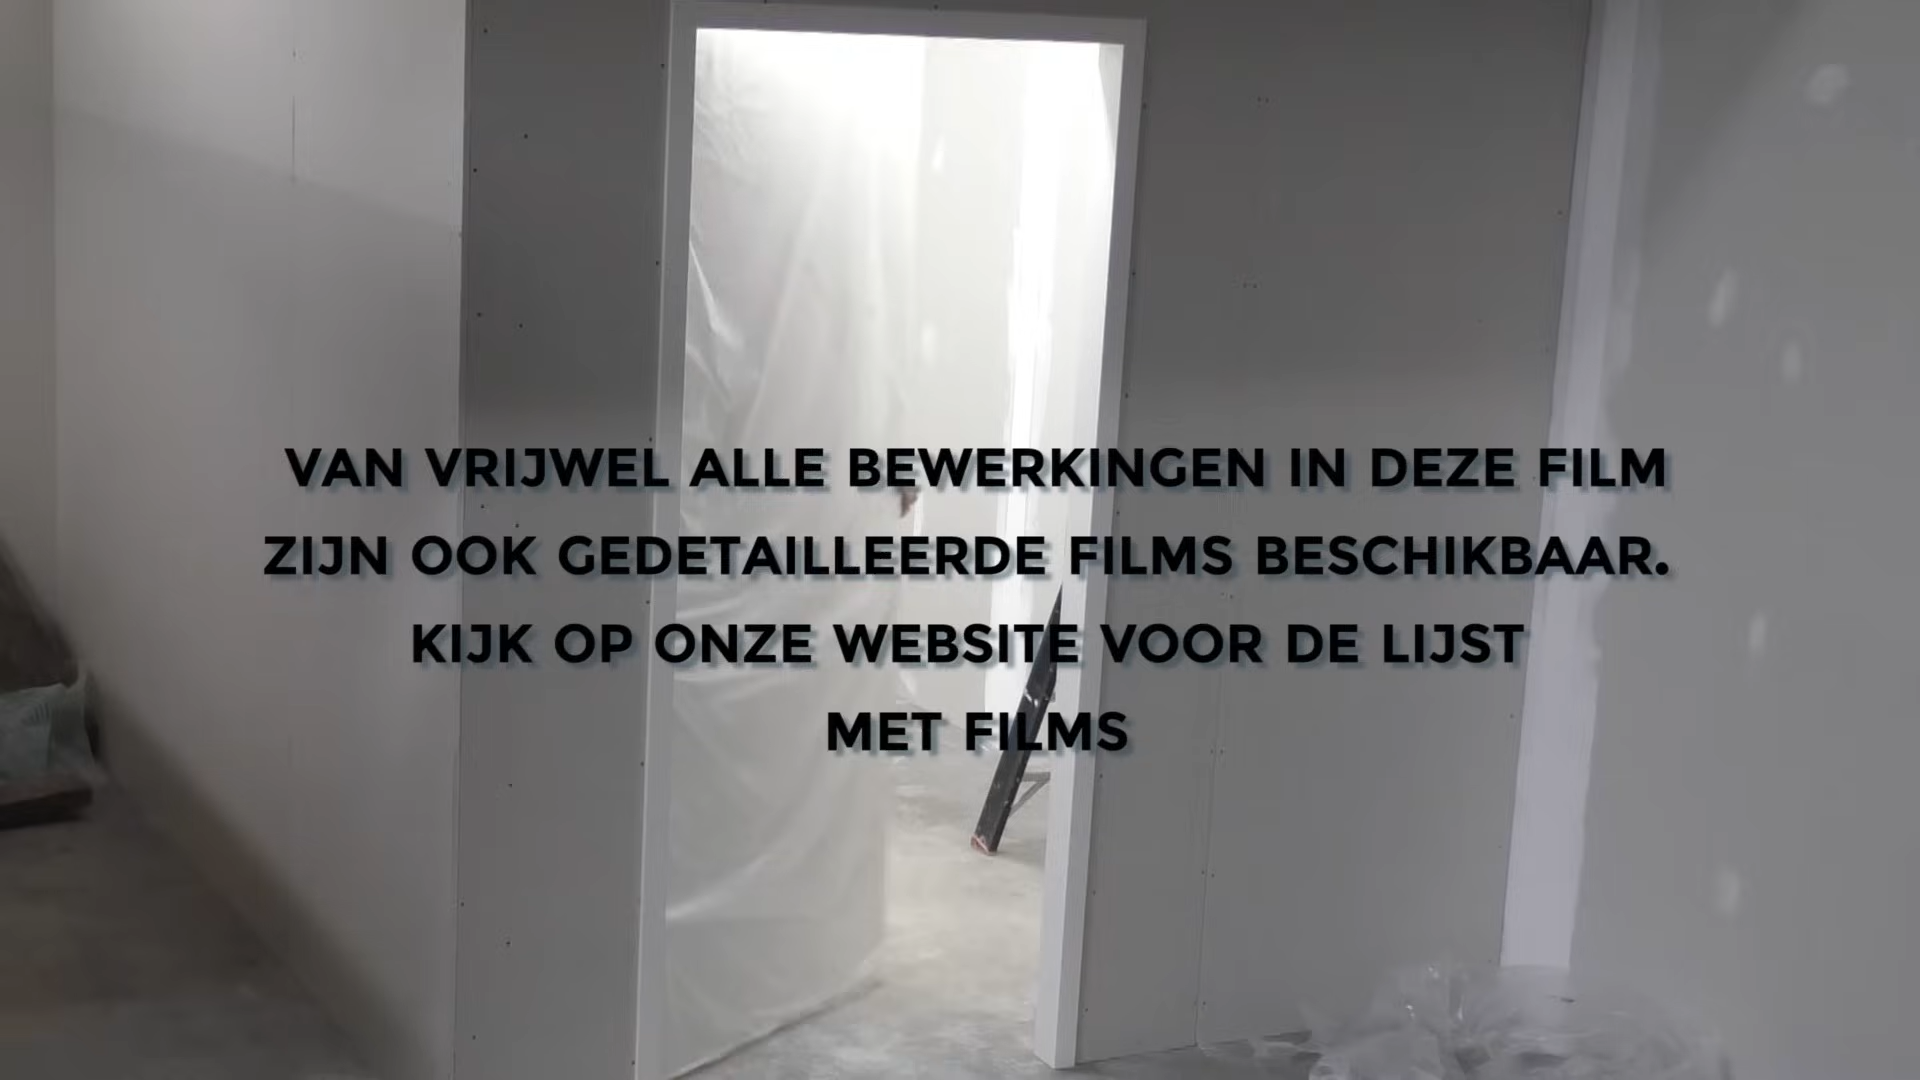 VAN VRIJWEL ALLE BEWERKINGEN IN DEZE FILM
ZIJN OOK GEDETAILLEERDE FILMS BESCHIKBAAR.
KIJK OP ONZE WEBSITE VOOR DE LIJST
MET FILMS